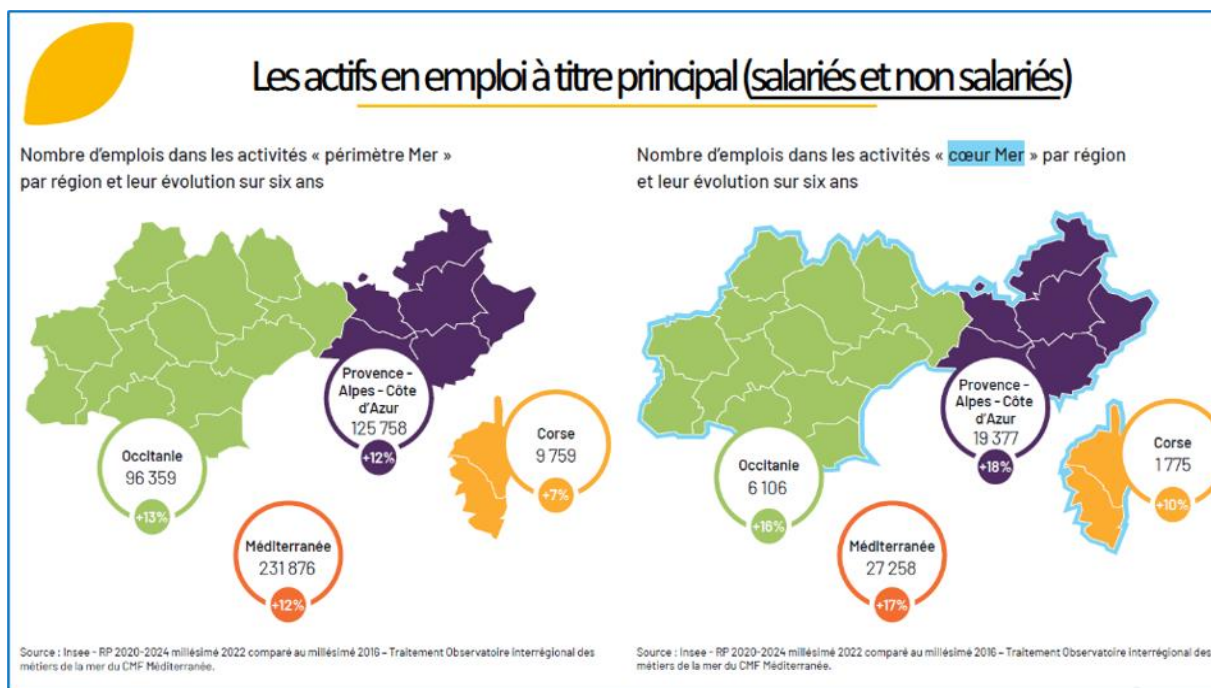 Les actifs en emploi à titre principal (salariés et non salariés)
Nombre d'emplois dans les activités « périmètre Mer »
par région et leur évolution sur six ans
Provence -
Alpes - Côte
d'Azur
125 758
+12%
Corse
9 759
+7%
Occitanie
96 359
+13%
Méditerranée
231 876
+12%
Source : Insee - RP 2020-2024 millésimé 2022 comparé au millésimé 2016 – Traitement Observatoire interrégional des
métiers de la mer du CMF Méditerranée.
Nombre d'emplois dans les activités « cœur Mer » par région
et leur évolution sur six ans
Provence -
Alpes - Côte
d'Azur
19 377
+18%
Corse
1 775
+10%
Occitanie
6 106
+16%
Méditerranée
27 258
+17%
Source : Insee - RP 2020-2024 millésimé 2022 comparé au millésimé 2016 – Traitement Observatoire interrégional des
métiers de la mer du CMF Méditerranée.